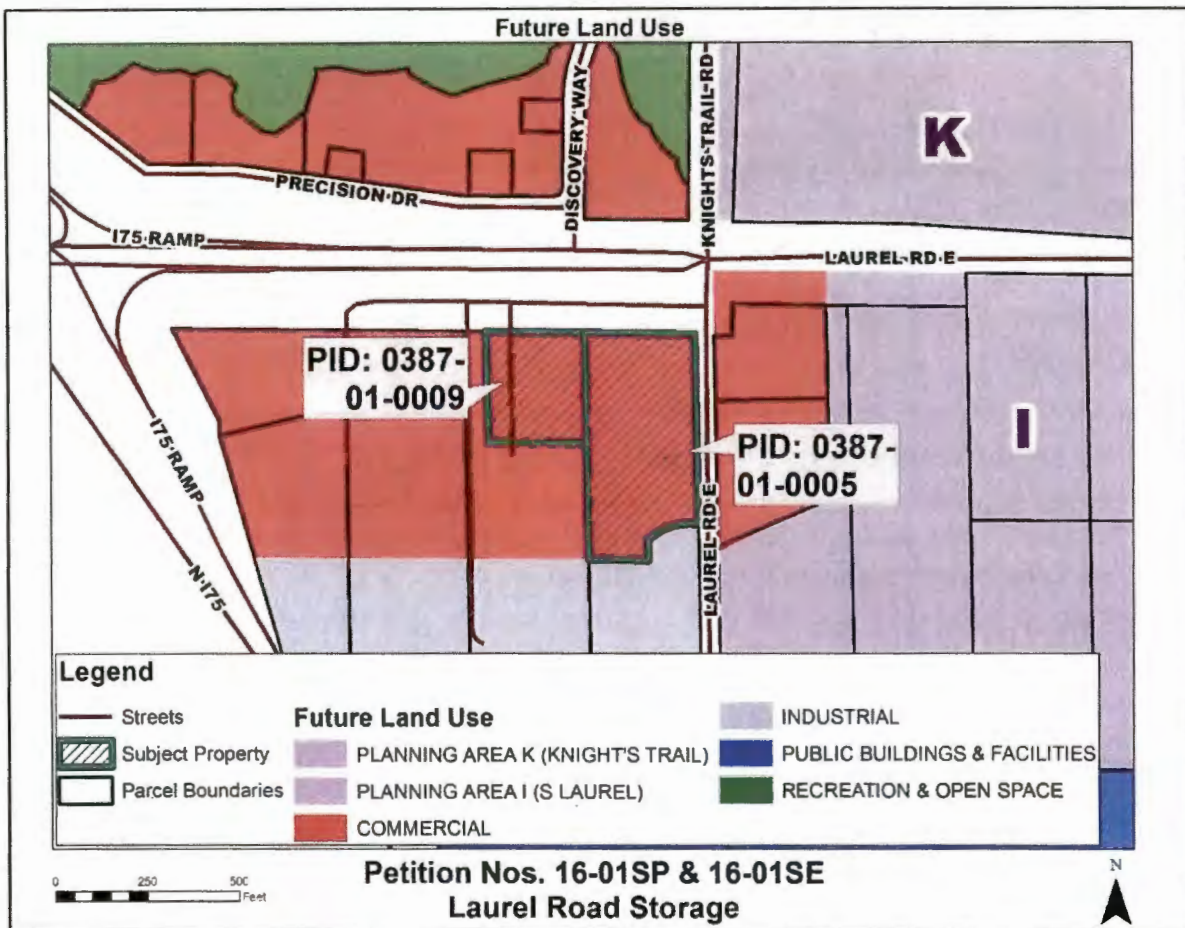 Future Land Use
DISCOVERY WAY
KNIGHTS TRAIL RD
K
PRECISION DR
I75 RAMP
LAUREL RD E
PID: 0387-
01-0009
I
PID: 0387-
01-0005
I75 RAMP
N I75
LAUREL RD E
Legend
Streets
Subject Property
Parcel Boundaries
Future Land Use
PLANNING AREA K (KNIGHT'S TRAIL)
PLANNING AREA I (S LAUREL)
COMMERCIAL
INDUSTRIAL
PUBLIC BUILDINGS & FACILITIES
RECREATION & OPEN SPACE
0 250 500
Feet
Petition Nos. 16-01SP & 16-01SE
Laurel Road Storage
N